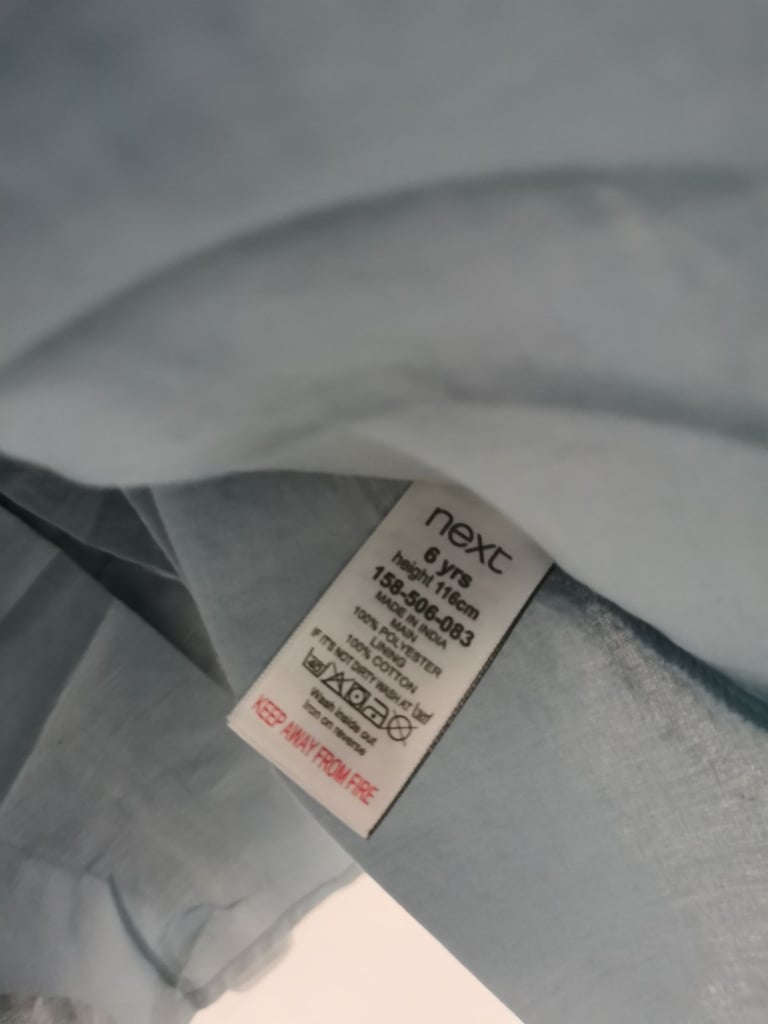 next
6 yrs
height 116cm
158-506-083
MADE IN INDIA
MAIN
100% POLYESTER
LINING
100% COTTON
IF IT'S NOT DIRTY WASH AT
Wash inside out
Iron on reverse
KEEP AWAY FROM FIRE